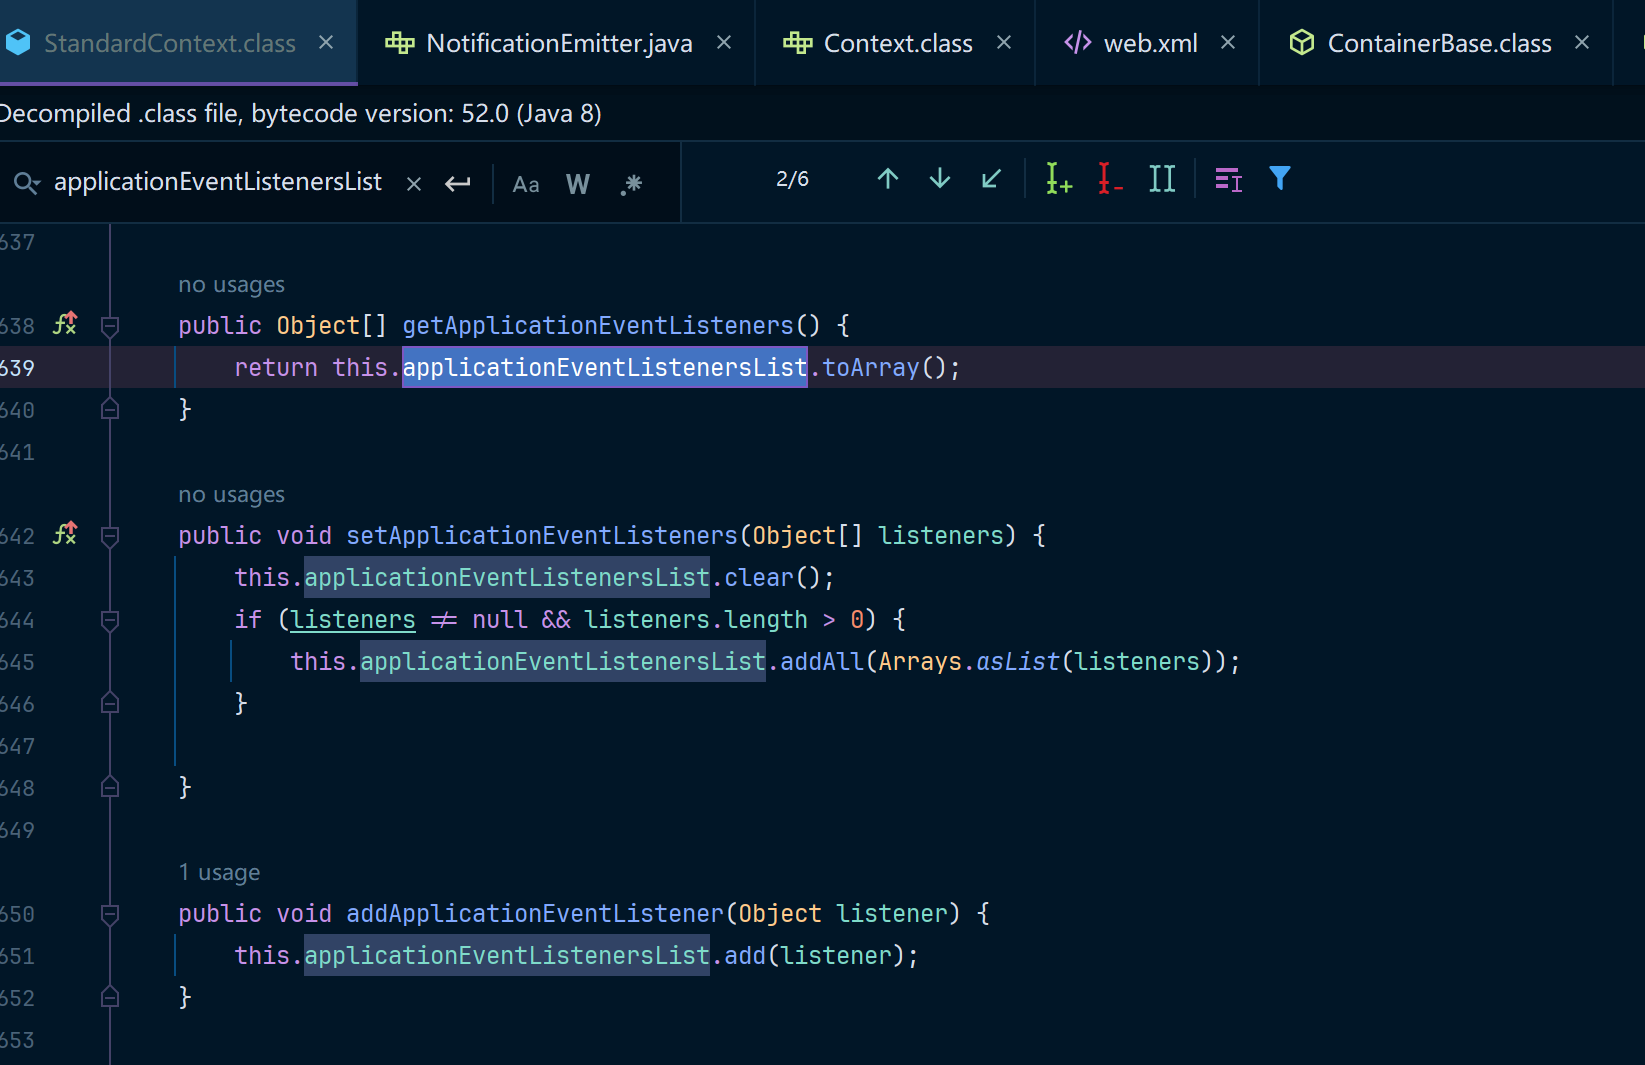 StandardContext.class
NotificationEmitter.java
Context.class
web.xml
ContainerBase.class
Decompiled .class file, bytecode version: 52.0 (Java 8)
applicationEventListenersList
Aa W .* 2/6
637
no usages
638 public Object[] getApplicationEventListeners() {
639 return this.applicationEventListenersList.toArray();
640 }
641
no usages
642 public void setApplicationEventListeners(Object[] listeners) {
643 this.applicationEventListenersList.clear();
644 if (listeners ≠ null && listeners.length > 0) {
645 this.applicationEventListenersList.addAll(Arrays.asList(listeners));
646 }
647
648 }
649
1 usage
650 public void addApplicationEventListener(Object listener) {
651 this.applicationEventListenersList.add(listener);
652 }
653